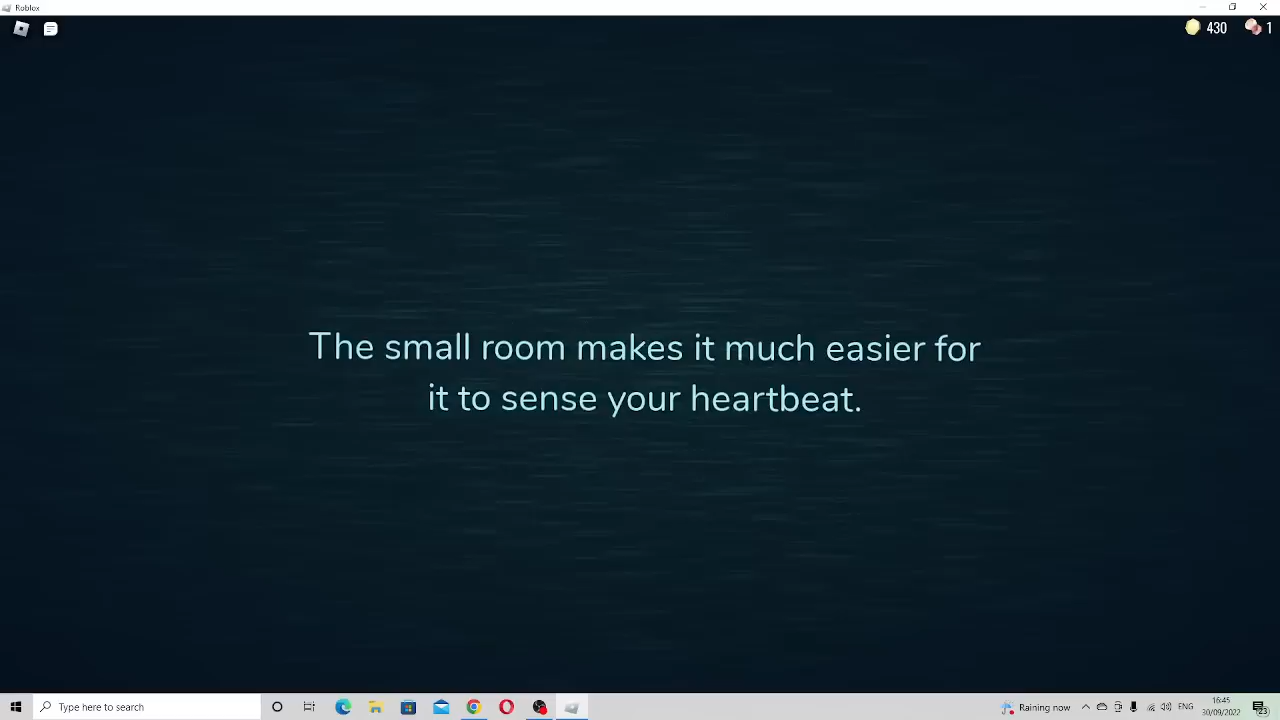 Roblox
430
1
The small room makes it much easier for
it to sense your heartbeat.
Type here to search
Raining now
ENG
16:45
30/09/2022